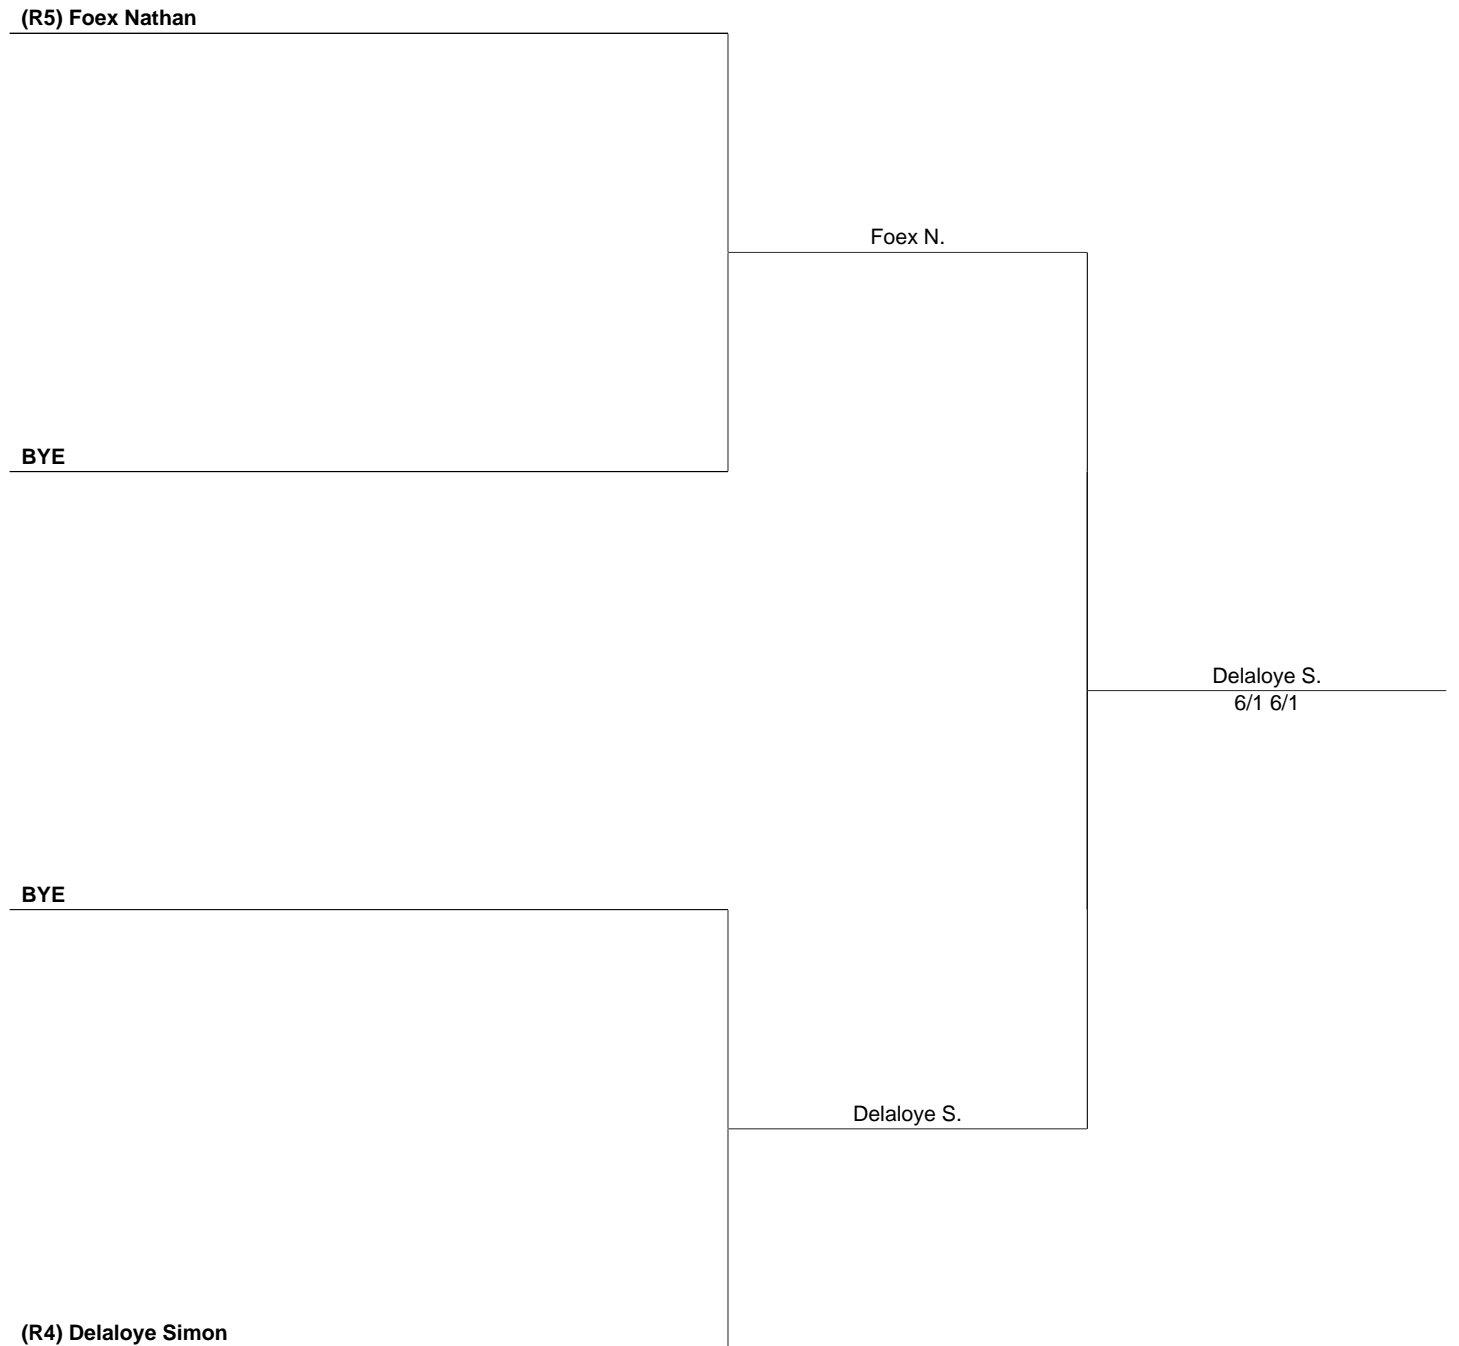 (R5) Foex Nathan
Foex N.
BYE
Delaloye S.
6/1 6/1
BYE
Delaloye S.
(R4) Delaloye Simon